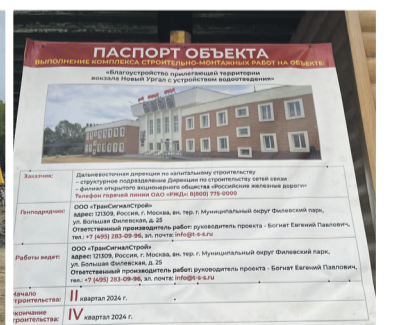 ПАСПОРТ ОБЪЕКТА
ВЫПОЛНЕНИЕ КОМПЛЕКСА СТРОИТЕЛЬНО-МОНТАЖНЫХ РАБОТ НА ОБЪЕКТЕ:
«Благоустройство прилегающей территории
вокзала Новый Ургал с устройством водоотведения»
Заказчик:
Дальневосточная дирекция по капитальному строительству
- структурное подразделение Дирекции по строительству сетей связи
- филиал открытого акционерного общества «Российские железные дороги»
Телефон горячей линии ОАО «РЖД»: 8(800) 775-0000
Генподрядчик:
ООО «ТрансСигналСтрой»
адрес: 121309, Россия, г. Москва, вн. тер. г. Муниципальный округ Филевский парк,
ул. Большая Филевская, д. 25
Ответственный производитель работ: руководитель проекта - Богнат Евгений Павлович,
тел.: +7 (495) 283-09-96, эл. почта: info@t-s-s.ru
Работы ведет:
ООО «ТрансСигналСтрой»
адрес: 121309, Россия, г. Москва, вн. тер. г. Муниципальный округ Филевский парк,
ул. Большая Филевская, д. 25
Ответственный производитель работ: руководитель проекта - Богнат Евгений Павлович,
тел.: +7 (495) 283-09-96, эл. почта: info@t-s-s.ru
Начало
строительства:
II квартал 2024 г.
Окончание
строительства:
IV квартал 2024 г.